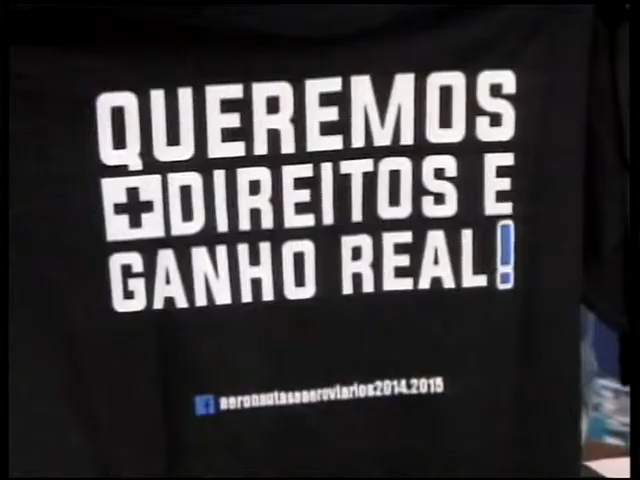 QUEREMOS
+DIREITOS E
GANHO REAL!
aeronautaseaeroviarios2014.2015